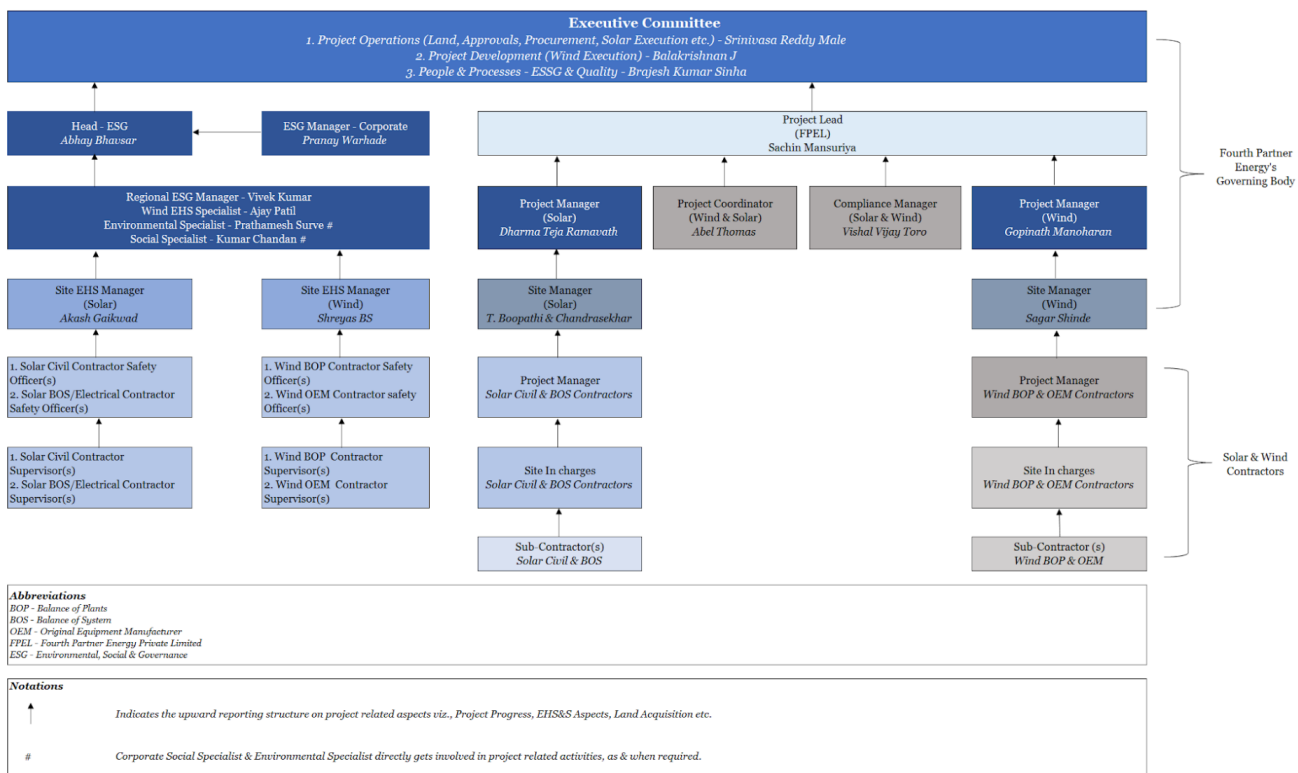 Executive Committee
1. Project Operations (Land, Approvals, Procurement, Solar Execution etc.) - Srinivasa Reddy Male
2. Project Development (Wind Execution) - Balakrishnan J
3. People & Processes - ESSG & Quality - Brajesh Kumar Sinha
Head - ESG
Abhay Bhavsar
ESG Manager - Corporate
Pranay Warhade
Project Lead
(FPEL)
Sachin Mansuriya
Fourth Partner
Energy's
Governing Body
Regional ESG Manager - Vivek Kumar
Wind EHS Specialist - Ajay Patil
Environmental Specialist - Prathamesh Surve #
Social Specialist - Kumar Chandan #
Project Manager
(Solar)
Dharma Teja Ramavath
Project Coordinator
(Wind & Solar)
Abel Thomas
Compliance Manager
(Solar & Wind)
Vishal Vijay Toro
Project Manager
(Wind)
Gopinath Manoharan
Site EHS Manager
(Solar)
Akash Gaikwad
Site EHS Manager
(Wind)
Shreyas BS
Site Manager
(Solar)
T. Boopathi & Chandrasekhar
Site Manager
(Wind)
Sagar Shinde
1. Solar Civil Contractor Safety
Officer(s)
2. Solar BOS/Electrical Contractor
Safety Officer(s)
1. Wind BOP Contractor Safety
Officer(s)
2. Wind OEM Contractor safety
Officer(s)
Project Manager
Solar Civil & BOS Contractors
Project Manager
Wind BOP & OEM Contractors
1. Solar Civil Contractor
Supervisor(s)
2. Solar BOS/Electrical Contractor
Supervisor(s)
1. Wind BOP Contractor
Supervisor(s)
2. Wind OEM Contractor
Supervisor(s)
Site In charges
Solar Civil & BOS Contractors
Site In charges
Wind BOP & OEM Contractors
Solar & Wind
Contractors
Sub-Contractor(s)
Solar Civil & BOS
Sub-Contractor (s)
Wind BOP & OEM
Abbreviations
BOP - Balance of Plants
BOS - Balance of System
OEM - Original Equipment Manufacturer
FPEL - Fourth Partner Energy Private Limited
ESG - Environmental, Social & Governance
Notations
Indicates the upward reporting structure on project related aspects viz., Project Progress, EHS&S Aspects, Land Acquisition etc.
# Corporate Social Specialist & Environmental Specialist directly gets involved in project related activities, as & when required.